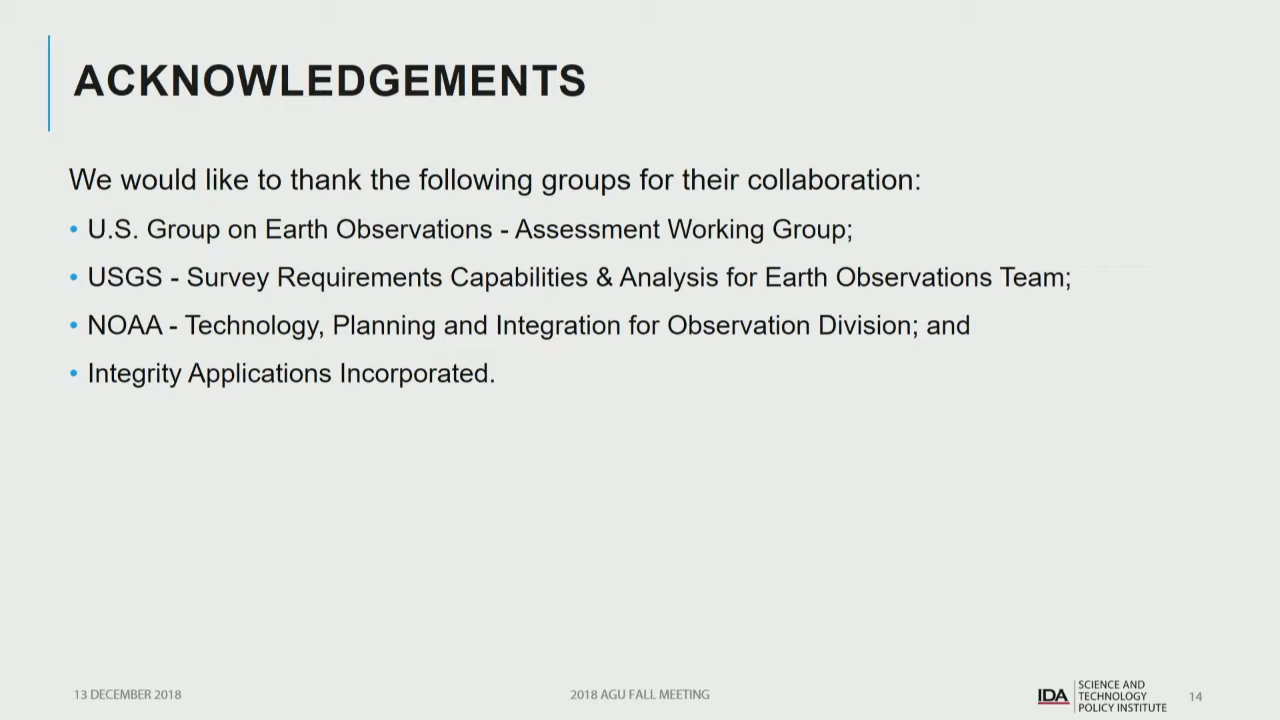 ACKNOWLEDGEMENTS
We would like to thank the following groups for their collaboration:
• U.S. Group on Earth Observations - Assessment Working Group;
• USGS - Survey Requirements Capabilities & Analysis for Earth Observations Team;
• NOAA - Technology, Planning and Integration for Observation Division; and
• Integrity Applications Incorporated.
13 DECEMBER 2018
2018 AGU FALL MEETING
IDA
SCIENCE AND
TECHNOLOGY
POLICY INSTITUTE
14